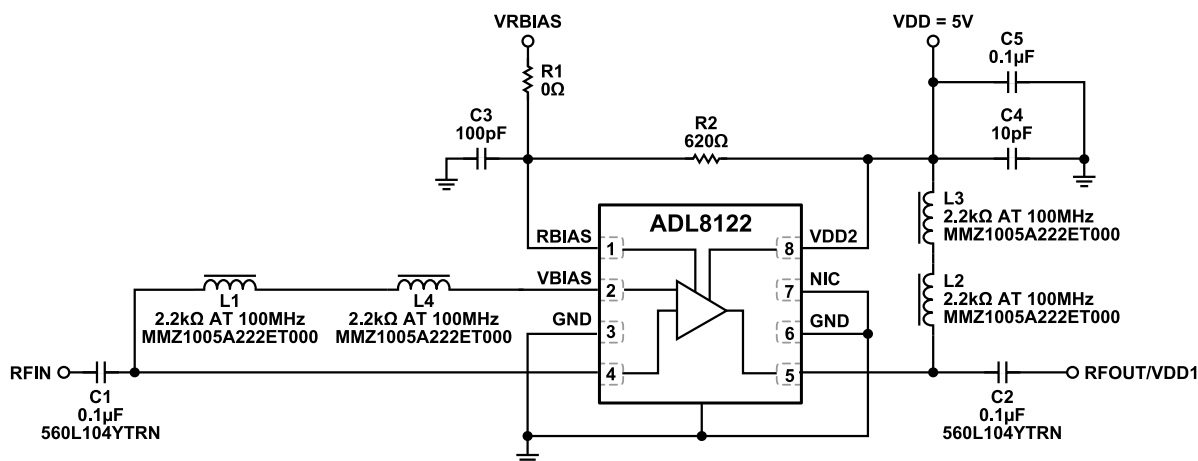 VRBIAS
VDD = 5V
R1
0Ω
C5
0.1µF
C3
100pF
R2
620Ω
C4
10pF
ADL8122
L3
2.2kΩ AT 100MHz
MMZ1005A222ET000
RBIAS
1
8
VDD2
VBIAS
2
7
NIC
L1
2.2kΩ AT 100MHz
MMZ1005A222ET000
L4
2.2kΩ AT 100MHz
MMZ1005A222ET000
L2
2.2kΩ AT 100MHz
MMZ1005A222ET000
GND
3
6
GND
RFIN
4
5
RFOUT/VDD1
C1
0.1µF
560L104YTRN
C2
0.1µF
560L104YTRN